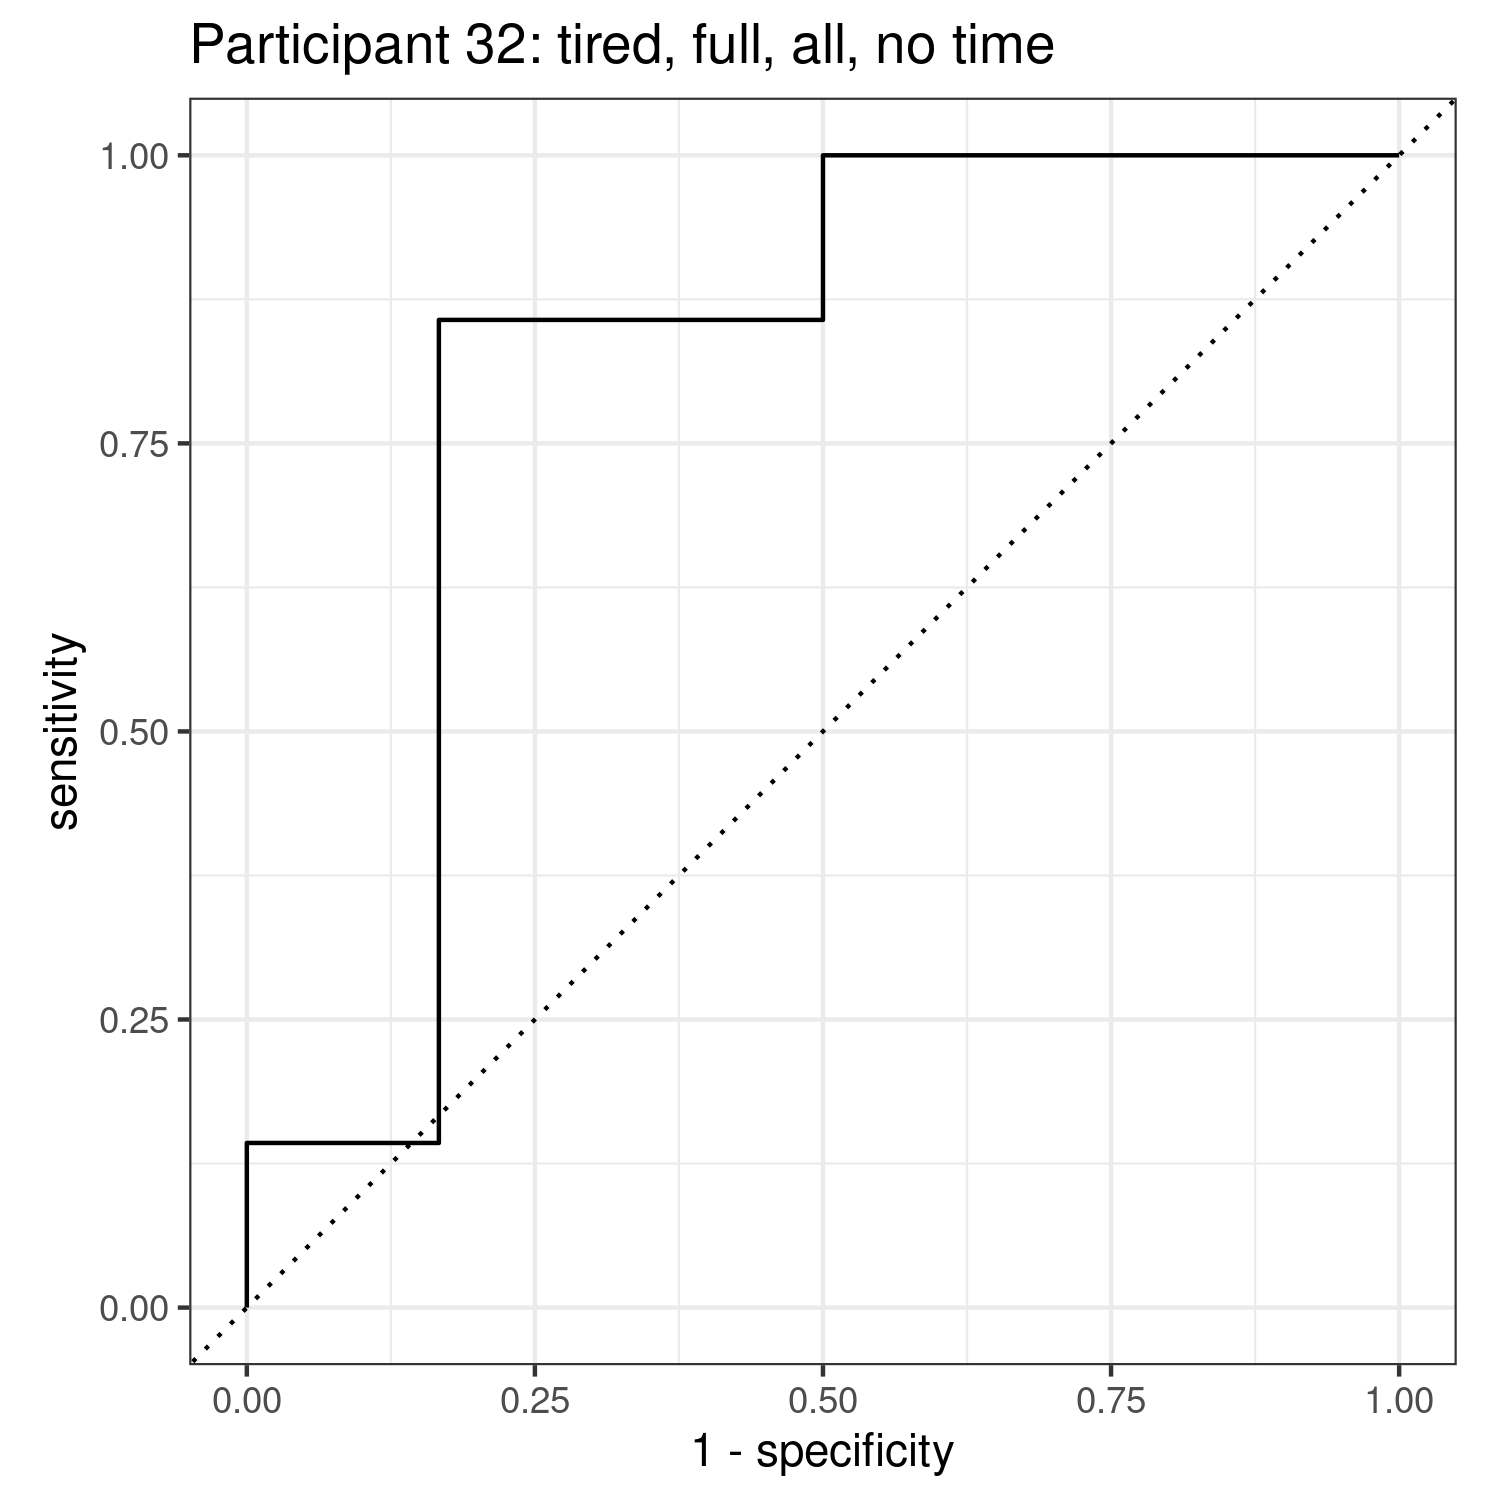 Participant 32: tired, full, all, no time
1.00
0.75
0.50
0.25
0.00
sensitivity
0.00 0.25 0.50 0.75 1.00
1 - specificity